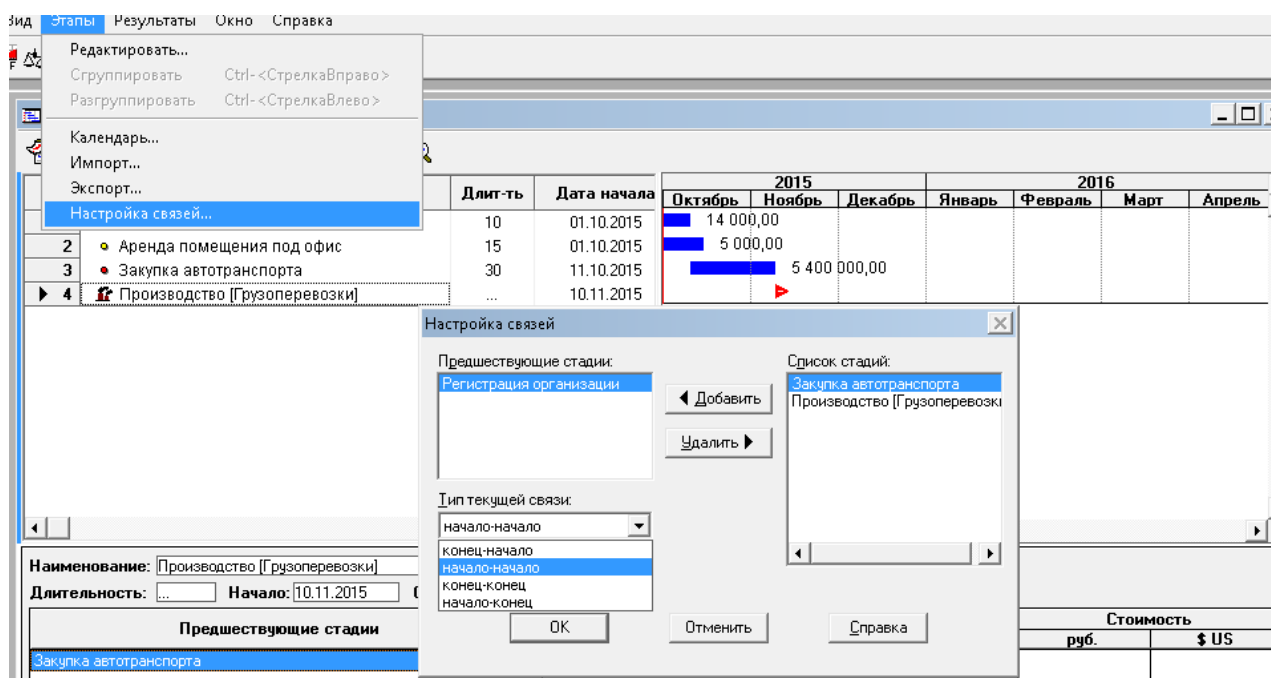 Вид Этапы Результаты Окно Справка
Редактировать...
Сгруппировать Ctrl-<СтрелкаВправо>
Разгруппировать Ctrl-<СтрелкаВлево>
Календарь...
Импорт...
Экспорт...
Настройка связей...
Длит-ть Дата начала 2015 2016
Октябрь Ноябрь Декабрь Январь Февраль Март Апрель
10 01.10.2015 14 000,00
2 Аренда помещения под офис 15 01.10.2015 5 000,00
3 Закупка автотранспорта 30 11.10.2015 5 400 000,00
4 Производство [Грузоперевозки] ... 10.11.2015
Настройка связей
Предшествующие стадии: Список стадий:
Регистрация организации Закупка автотранспорта
Добавить Производство [Грузоперевозки
Удалить
Тип текущей связи:
начало-начало
конец-начало
начало-начало
конец-конец
начало-конец
OK Отменить Справка
Наименование: Производство [Грузоперевозки]
Длительность: ... Начало: 10.11.2015
Предшествующие стадии Стоимость
руб. $ US
Закупка автотранспорта